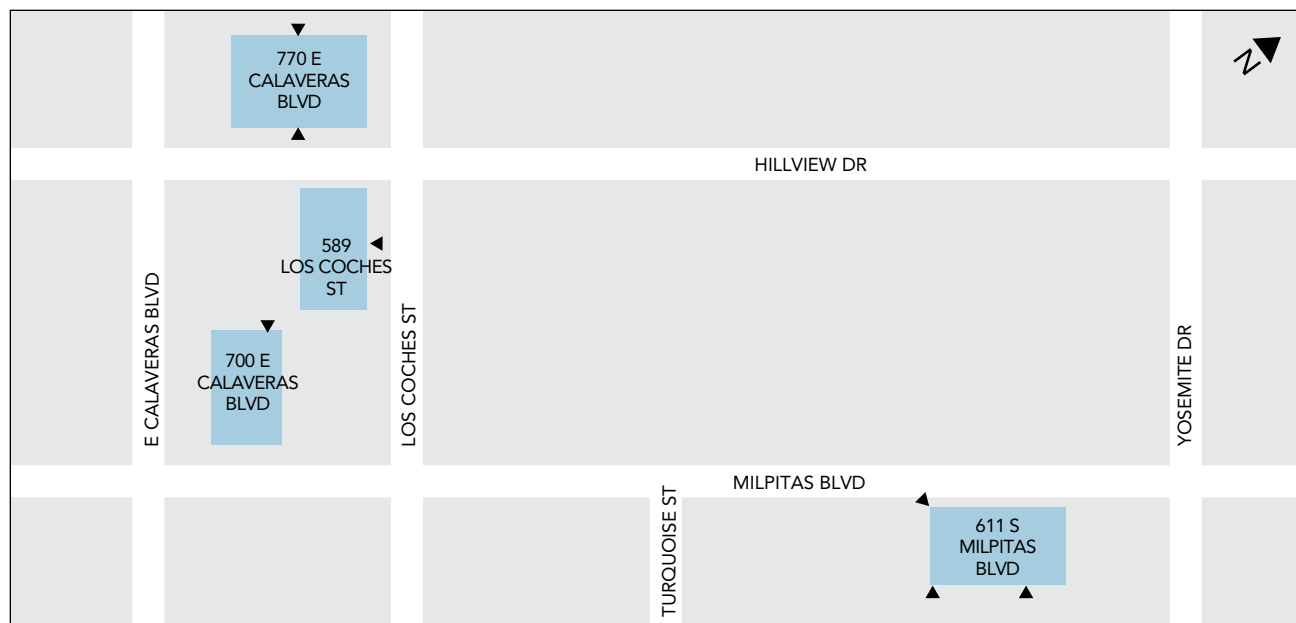 770 E
CALAVERAS
BLVD
N
HILLVIEW DR
589
LOS COCHES
ST
E CALAVERAS BLVD
LOS COCHES ST
YOSEMITE DR
700 E
CALAVERAS
BLVD
MILPITAS BLVD
TURQUOISE ST
611 S
MILPITAS
BLVD